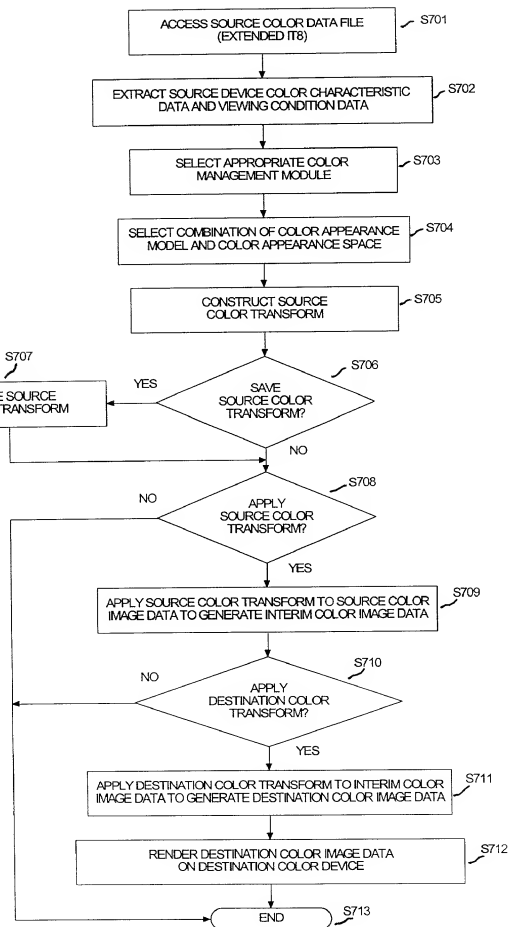 ACCESS SOURCE COLOR DATA FILE
(EXTENDED IT8)
S701
EXTRACT SOURCE DEVICE COLOR CHARACTERISTIC
DATA AND VIEWING CONDITION DATA
S702
SELECT APPROPRIATE COLOR
MANAGEMENT MODULE
S703
SELECT COMBINATION OF COLOR APPEARANCE
MODEL AND COLOR APPEARANCE SPACE
S704
CONSTRUCT SOURCE
COLOR TRANSFORM
S705
SAVE
SOURCE COLOR
TRANSFORM?
S706
YES
S707
E SOURCE
TRANSFORM
NO
APPLY
SOURCE COLOR
TRANSFORM?
S708
NO
YES
APPLY SOURCE COLOR TRANSFORM TO SOURCE COLOR
IMAGE DATA TO GENERATE INTERIM COLOR IMAGE DATA
S709
APPLY
DESTINATION COLOR
TRANSFORM?
S710
NO
YES
APPLY DESTINATION COLOR TRANSFORM TO INTERIM COLOR
IMAGE DATA TO GENERATE DESTINATION COLOR IMAGE DATA
S711
RENDER DESTINATION COLOR IMAGE DATA
ON DESTINATION COLOR DEVICE
S712
END
S713